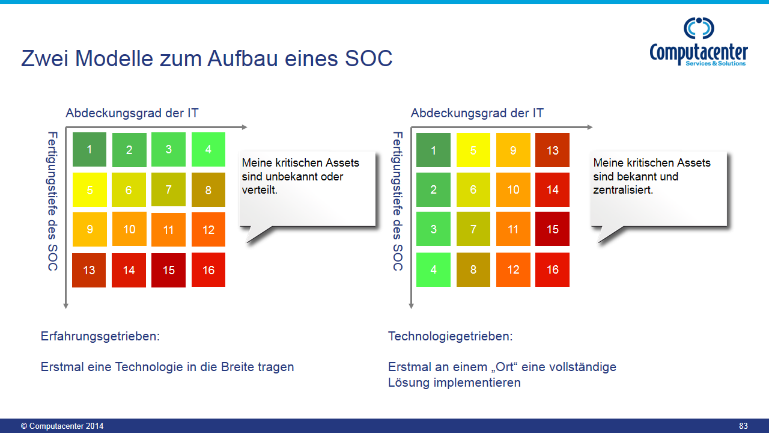 Zwei Modelle zum Aufbau eines SOC
Computacenter
Services & Solutions
Abdeckungsgrad der IT
Fertigungstiefe des SOC
1 2 3 4
5 6 7 8
9 10 11 12
13 14 15 16
Meine kritischen Assets
sind unbekannt oder
verteilt.
Erfahrungsgetrieben:
Erstmal eine Technologie in die Breite tragen
Abdeckungsgrad der IT
Fertigungstiefe des SOC
1 5 9 13
2 6 10 14
3 7 11 15
4 8 12 16
Meine kritischen Assets
sind bekannt und
zentralisiert.
Technologiegetrieben:
Erstmal an einem „Ort“ eine vollständige
Lösung implementieren
© Computacenter 2014
83